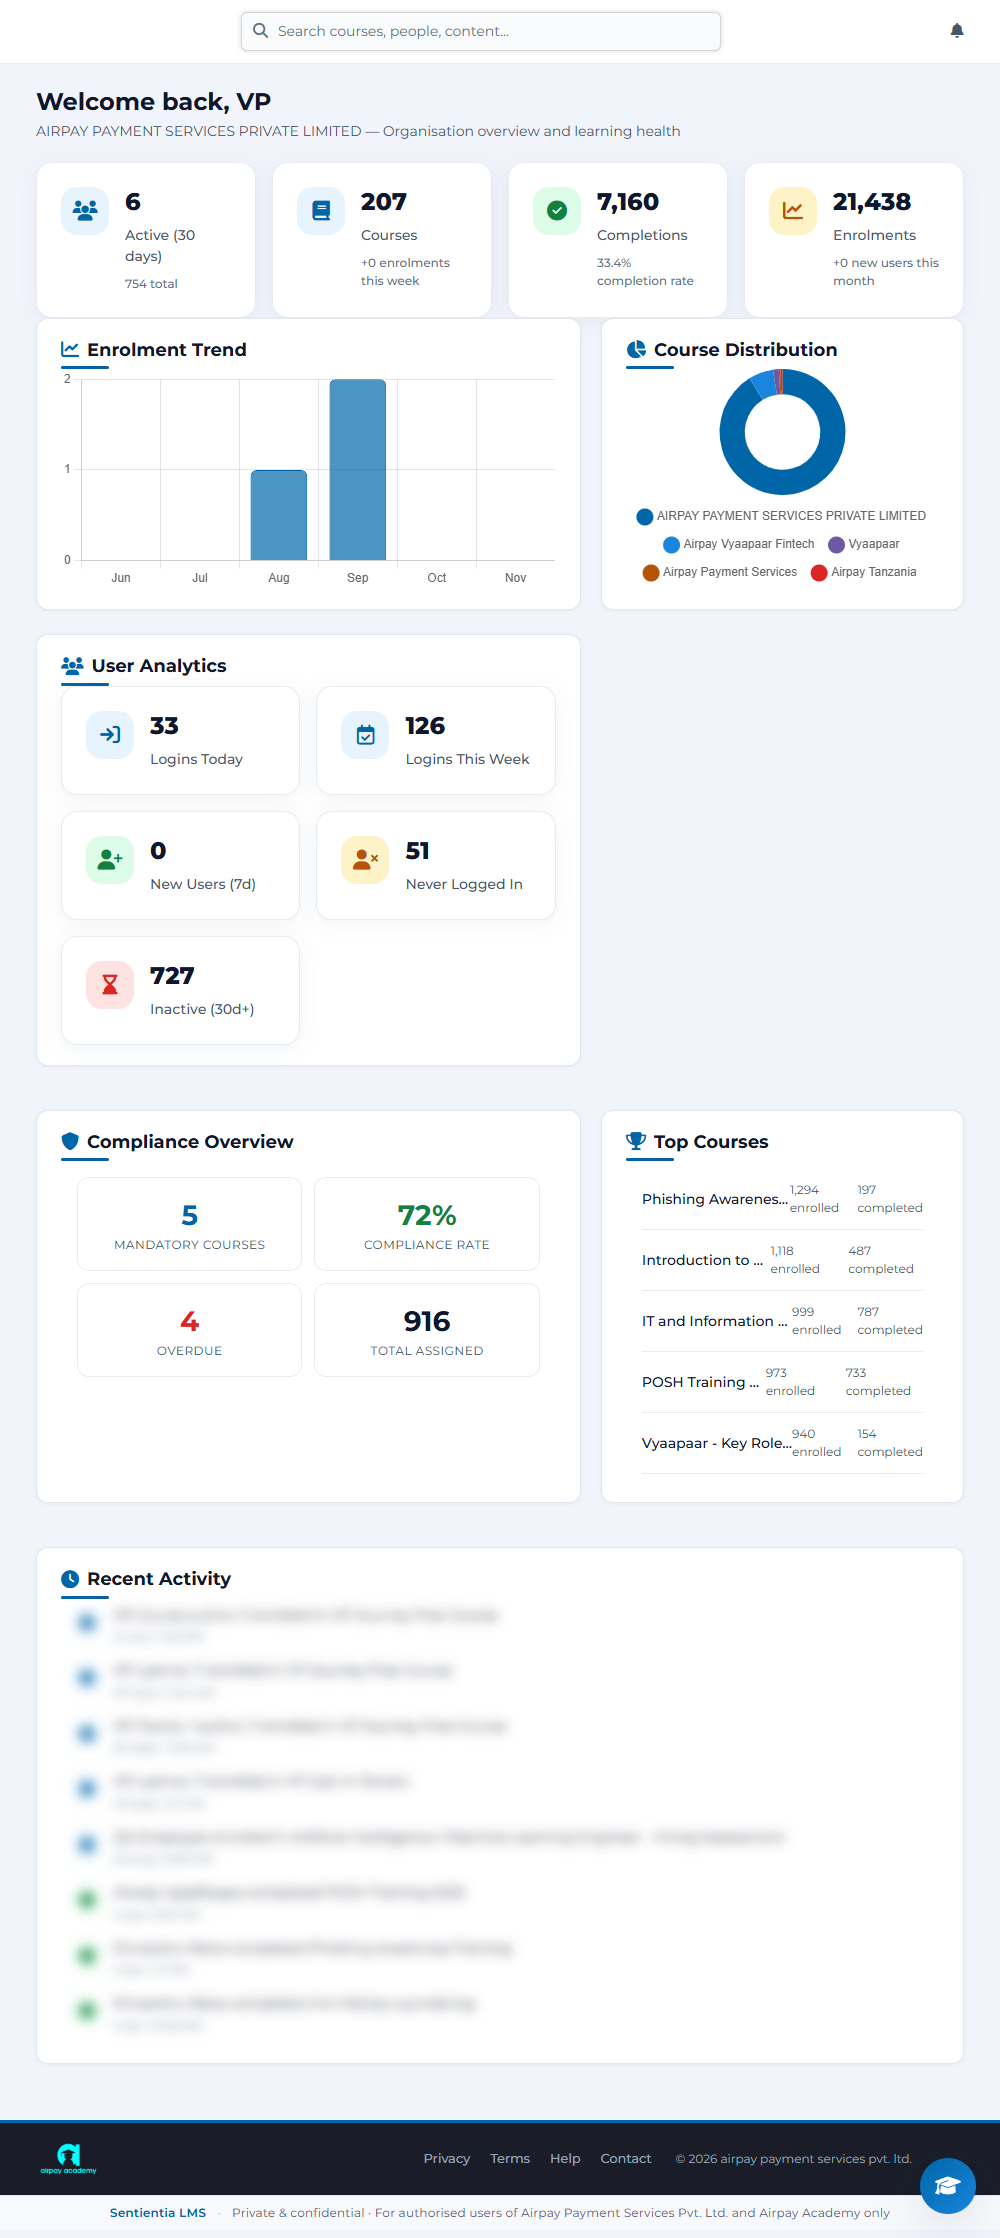 Search courses, people, content...
Welcome back, VP
AIRPAY PAYMENT SERVICES PRIVATE LIMITED — Organisation overview and learning health
6
Active (30
days)
754 total
207
Courses
+0 enrolments
this week
7,160
Completions
33.4%
completion rate
21,438
Enrolments
+0 new users this
month
Enrolment Trend
2
1
0
Jun Jul Aug Sep Oct Nov
Course Distribution
AIRPAY PAYMENT SERVICES PRIVATE LIMITED
Airpay Vyaapaar Fintech Vyaapaar
Airpay Payment Services Airpay Tanzania
User Analytics
33
Logins Today
126
Logins This Week
0
New Users (7d)
51
Never Logged In
727
Inactive (30d+)
Compliance Overview
5
MANDATORY COURSES
72%
COMPLIANCE RATE
4
OVERDUE
916
TOTAL ASSIGNED
Top Courses
Phishing Awarenes... 1,294 enrolled 197 completed
Introduction to ... 1,118 enrolled 487 completed
IT and Information ... 999 enrolled 787 completed
POSH Training ... 973 enrolled 733 completed
Vyaapaar - Key Role... 940 enrolled 154 completed
Recent Activity
airpay academy
Privacy Terms Help Contact © 2026 airpay payment services pvt. ltd.
Sentientia LMS · Private & confidential · For authorised users of Airpay Payment Services Pvt. Ltd. and Airpay Academy only